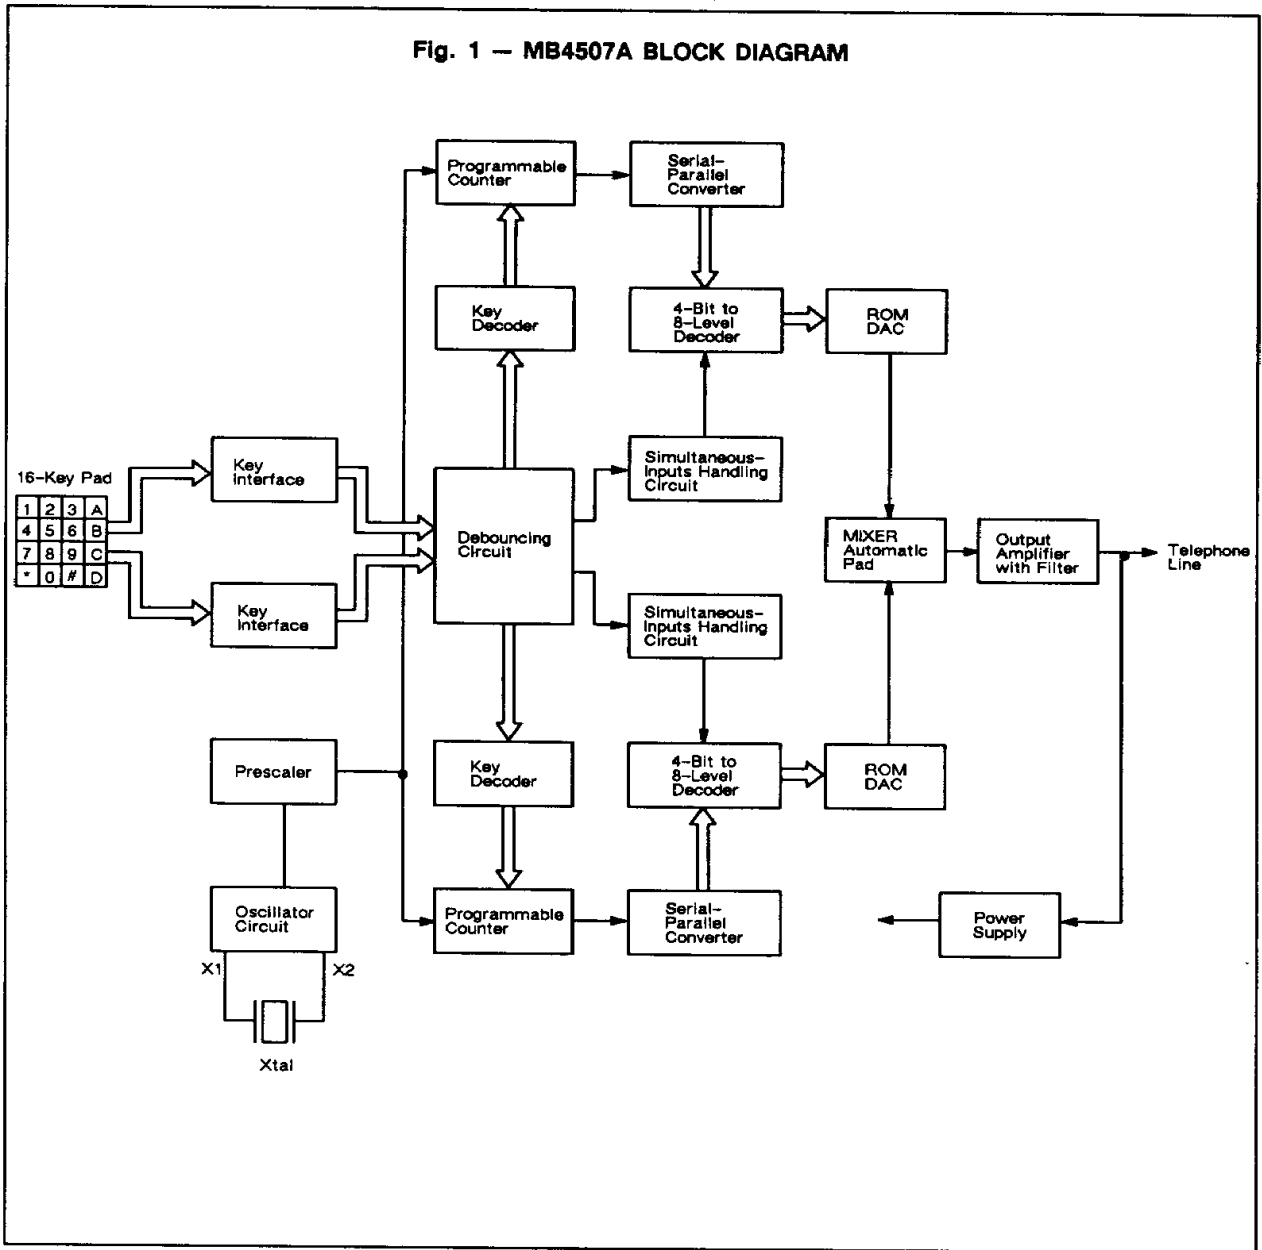 Fig. 1 — MB4507A BLOCK DIAGRAM
Programmable
Counter
Serial-
Parallel
Converter
Key
Decoder
4-Bit to
8-Level
Decoder
ROM
DAC
16-Key Pad
1 2 3 A
4 5 6 B
7 8 9 C
* 0 # D
Key
Interface
Key
Interface
Debouncing
Circuit
Simultaneous-
Inputs Handling
Circuit
Simultaneous-
Inputs Handling
Circuit
MIXER
Automatic
Pad
Output
Amplifier
with Filter
Telephone
Line
Prescaler
Key
Decoder
4-Bit to
8-Level
Decoder
ROM
DAC
Oscillator
Circuit
X1
X2
Xtal
Programmable
Counter
Serial-
Parallel
Converter
Power
Supply